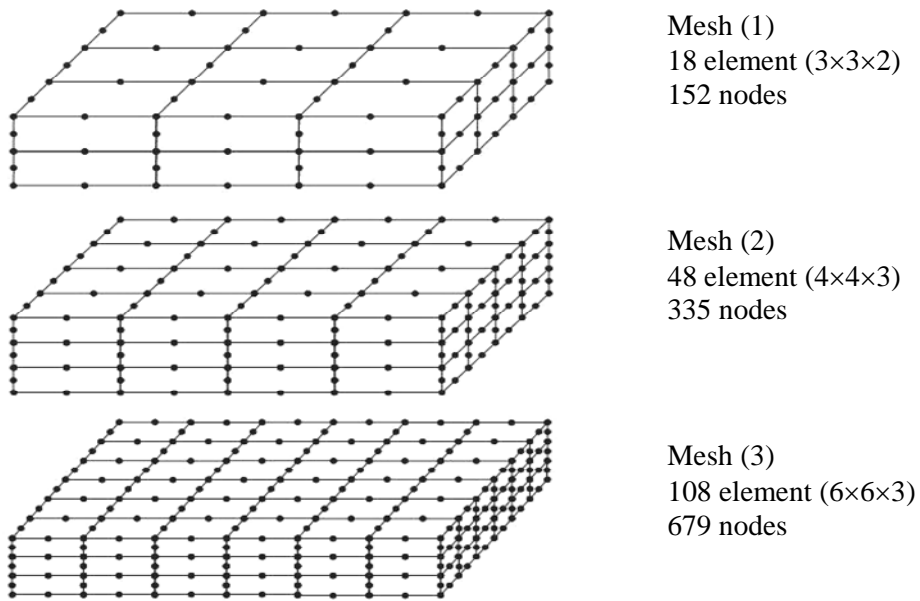 Mesh (1)
18 element (3×3×2)
152 nodes
Mesh (2)
48 element (4×4×3)
335 nodes
Mesh (3)
108 element (6×6×3)
679 nodes